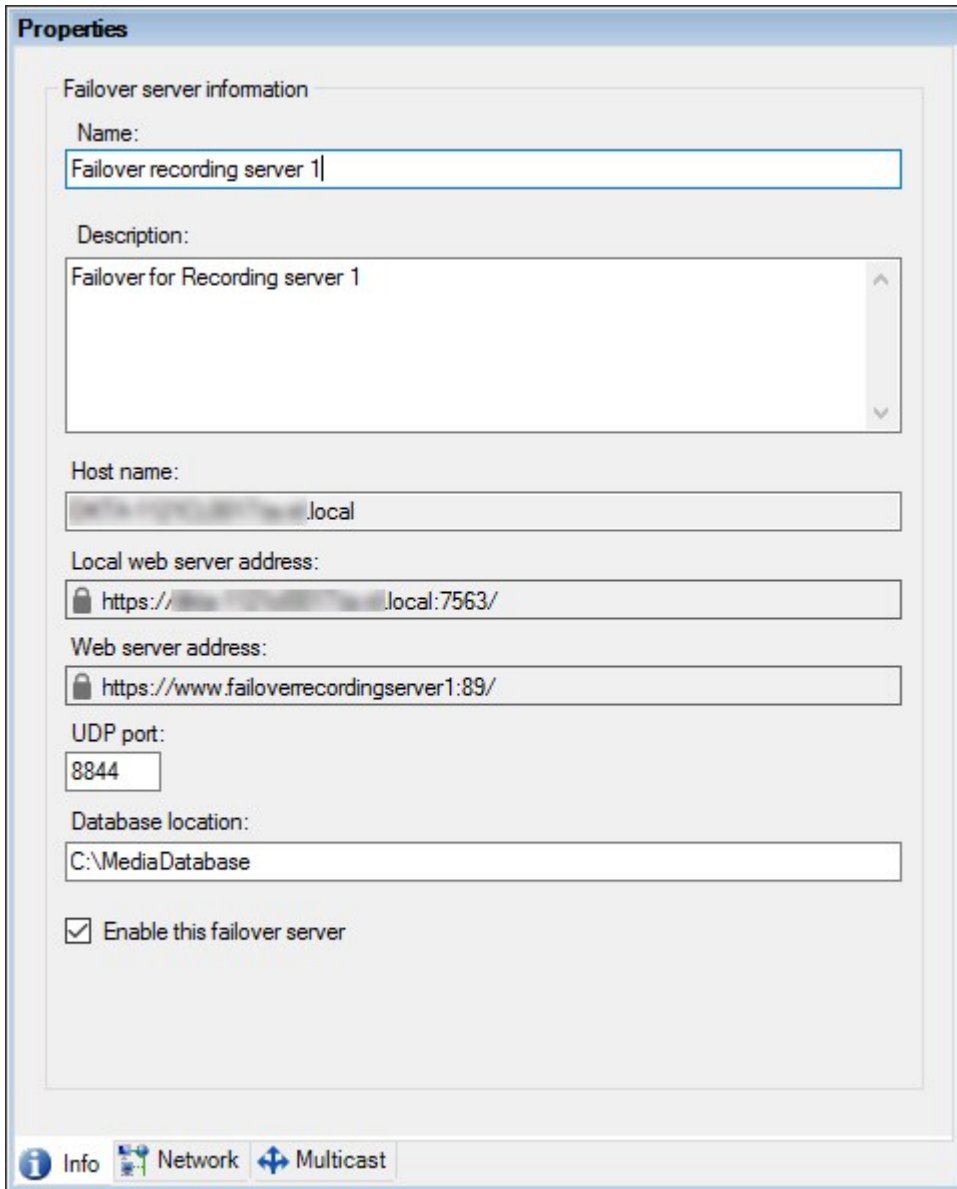 Properties
Failover server information
Name:
Failover recording server 1
Description:
Failover for Recording server 1
Host name:
.local
Local web server address:
https:// .local:7563/
Web server address:
https://www.failoverrecordingserver1:89/
UDP port:
8844
Database location:
C:\MediaDatabase
Enable this failover server
Info Network Multicast